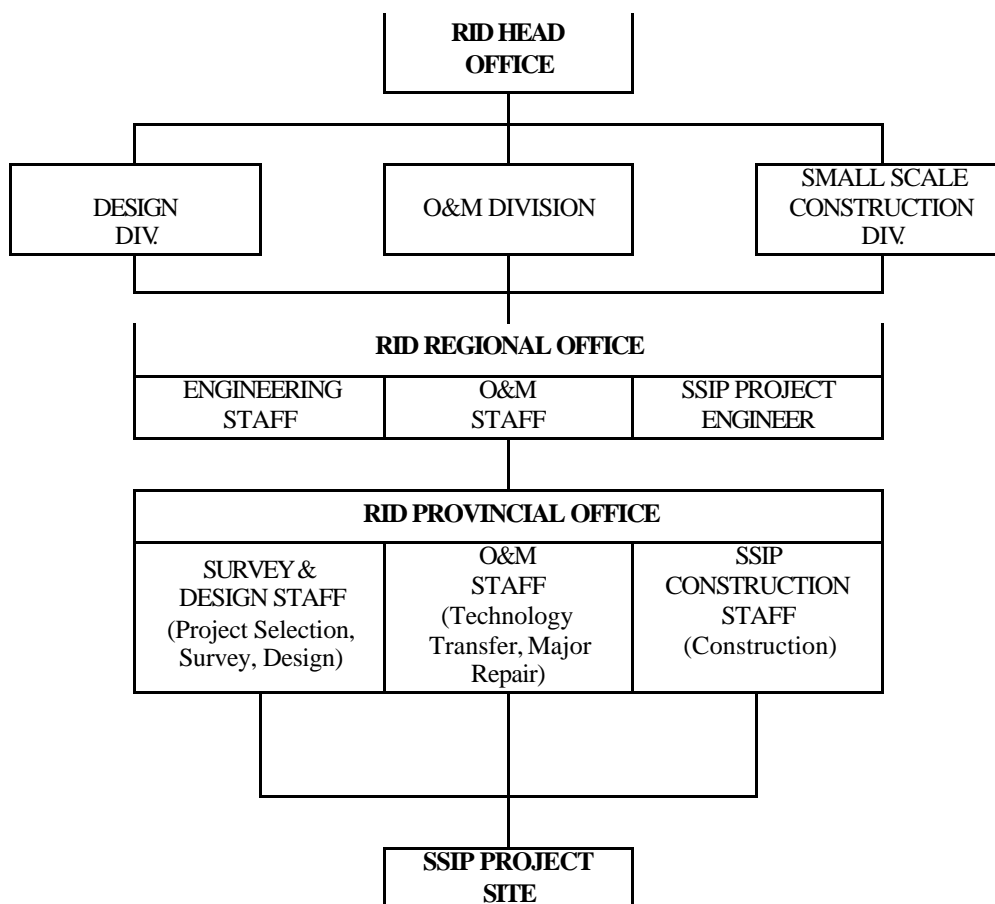 RID HEAD
OFFICE
DESIGN
DIV.
O&M DIVISION
SMALL SCALE
CONSTRUCTION
DIV.
RID REGIONAL OFFICE
ENGINEERING
STAFF
O&M
STAFF
SSIP PROJECT
ENGINEER
RID PROVINCIAL OFFICE
SURVEY &
DESIGN STAFF
(Project Selection,
Survey, Design)
O&M
STAFF
(Technology
Transfer, Major
Repair)
SSIP
CONSTRUCTION
STAFF
(Construction)
SSIP PROJECT
SITE